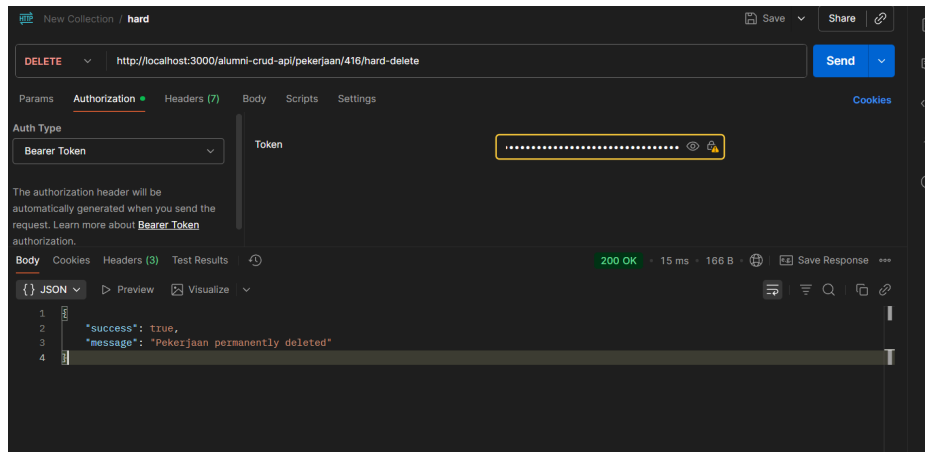 HTTP New Collection / hard Save Share
DELETE http://localhost:3000/alumni-crud-api/pekerjaan/416/hard-delete Send
Params Authorization Headers (7) Body Scripts Settings Cookies
Auth Type
Bearer Token
Token
The authorization header will be
automatically generated when you send the
request. Learn more about Bearer Token
authorization.
Body Cookies Headers (3) Test Results 200 OK 15 ms 166 B Save Response
{} JSON Preview Visualize
1 {
2 "success": true,
3 "message": "Pekerjaan permanently deleted"
4 }